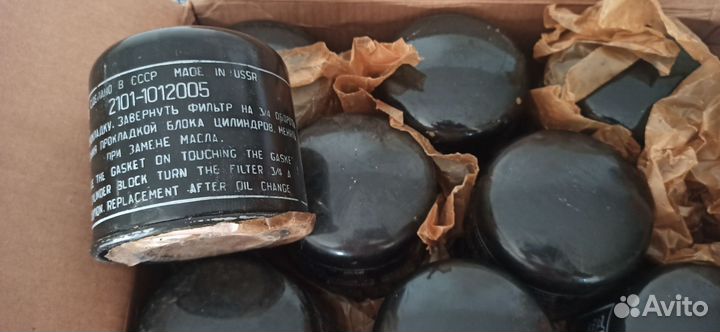 СДЕЛАНО В СССР MADE IN USSR
2101-1012005
ФИЛЬТР НА 3/4 ОБОРОТА
ПРОКЛАДКУ. ЗАВЕРНУТЬ
ПРОКЛАДКОЙ БЛОКА ЦИЛИНДРОВ.
ПРИ ЗАМЕНЕ МАСЛА.
THE GASKET ON TOUCHING THE
BLOCK TURN THE FILTER 3/4 A
REPLACEMENT AFTER OIL CHANGE
Avito